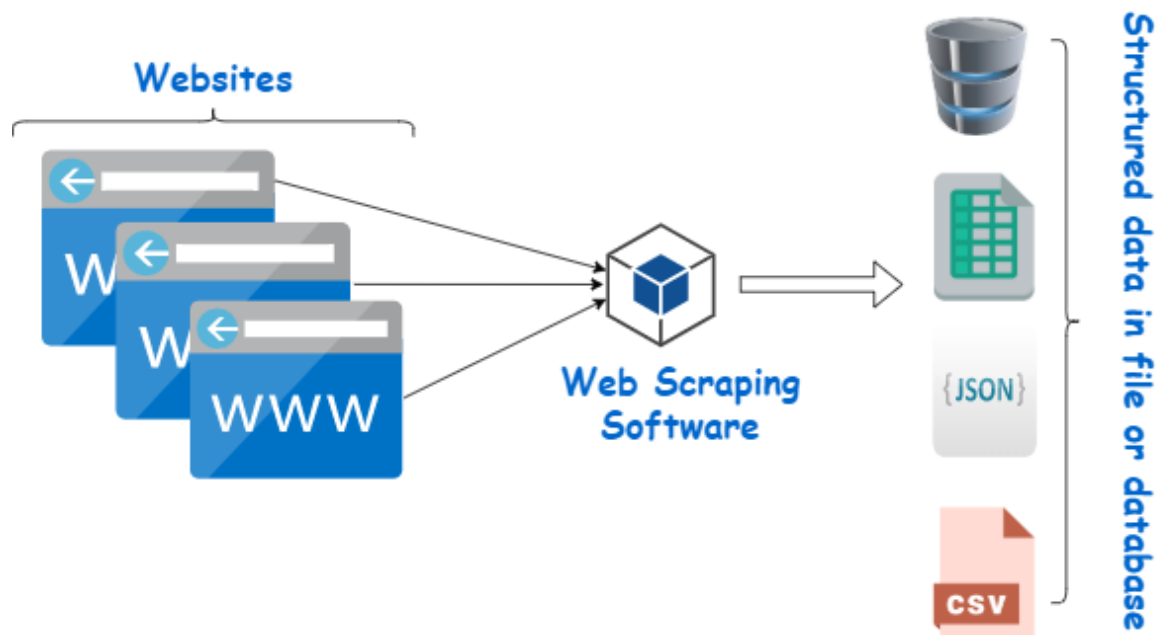 Websites
W
W
WWW
Web Scraping
Software
{JSON}
CSV
Structured data in file or database